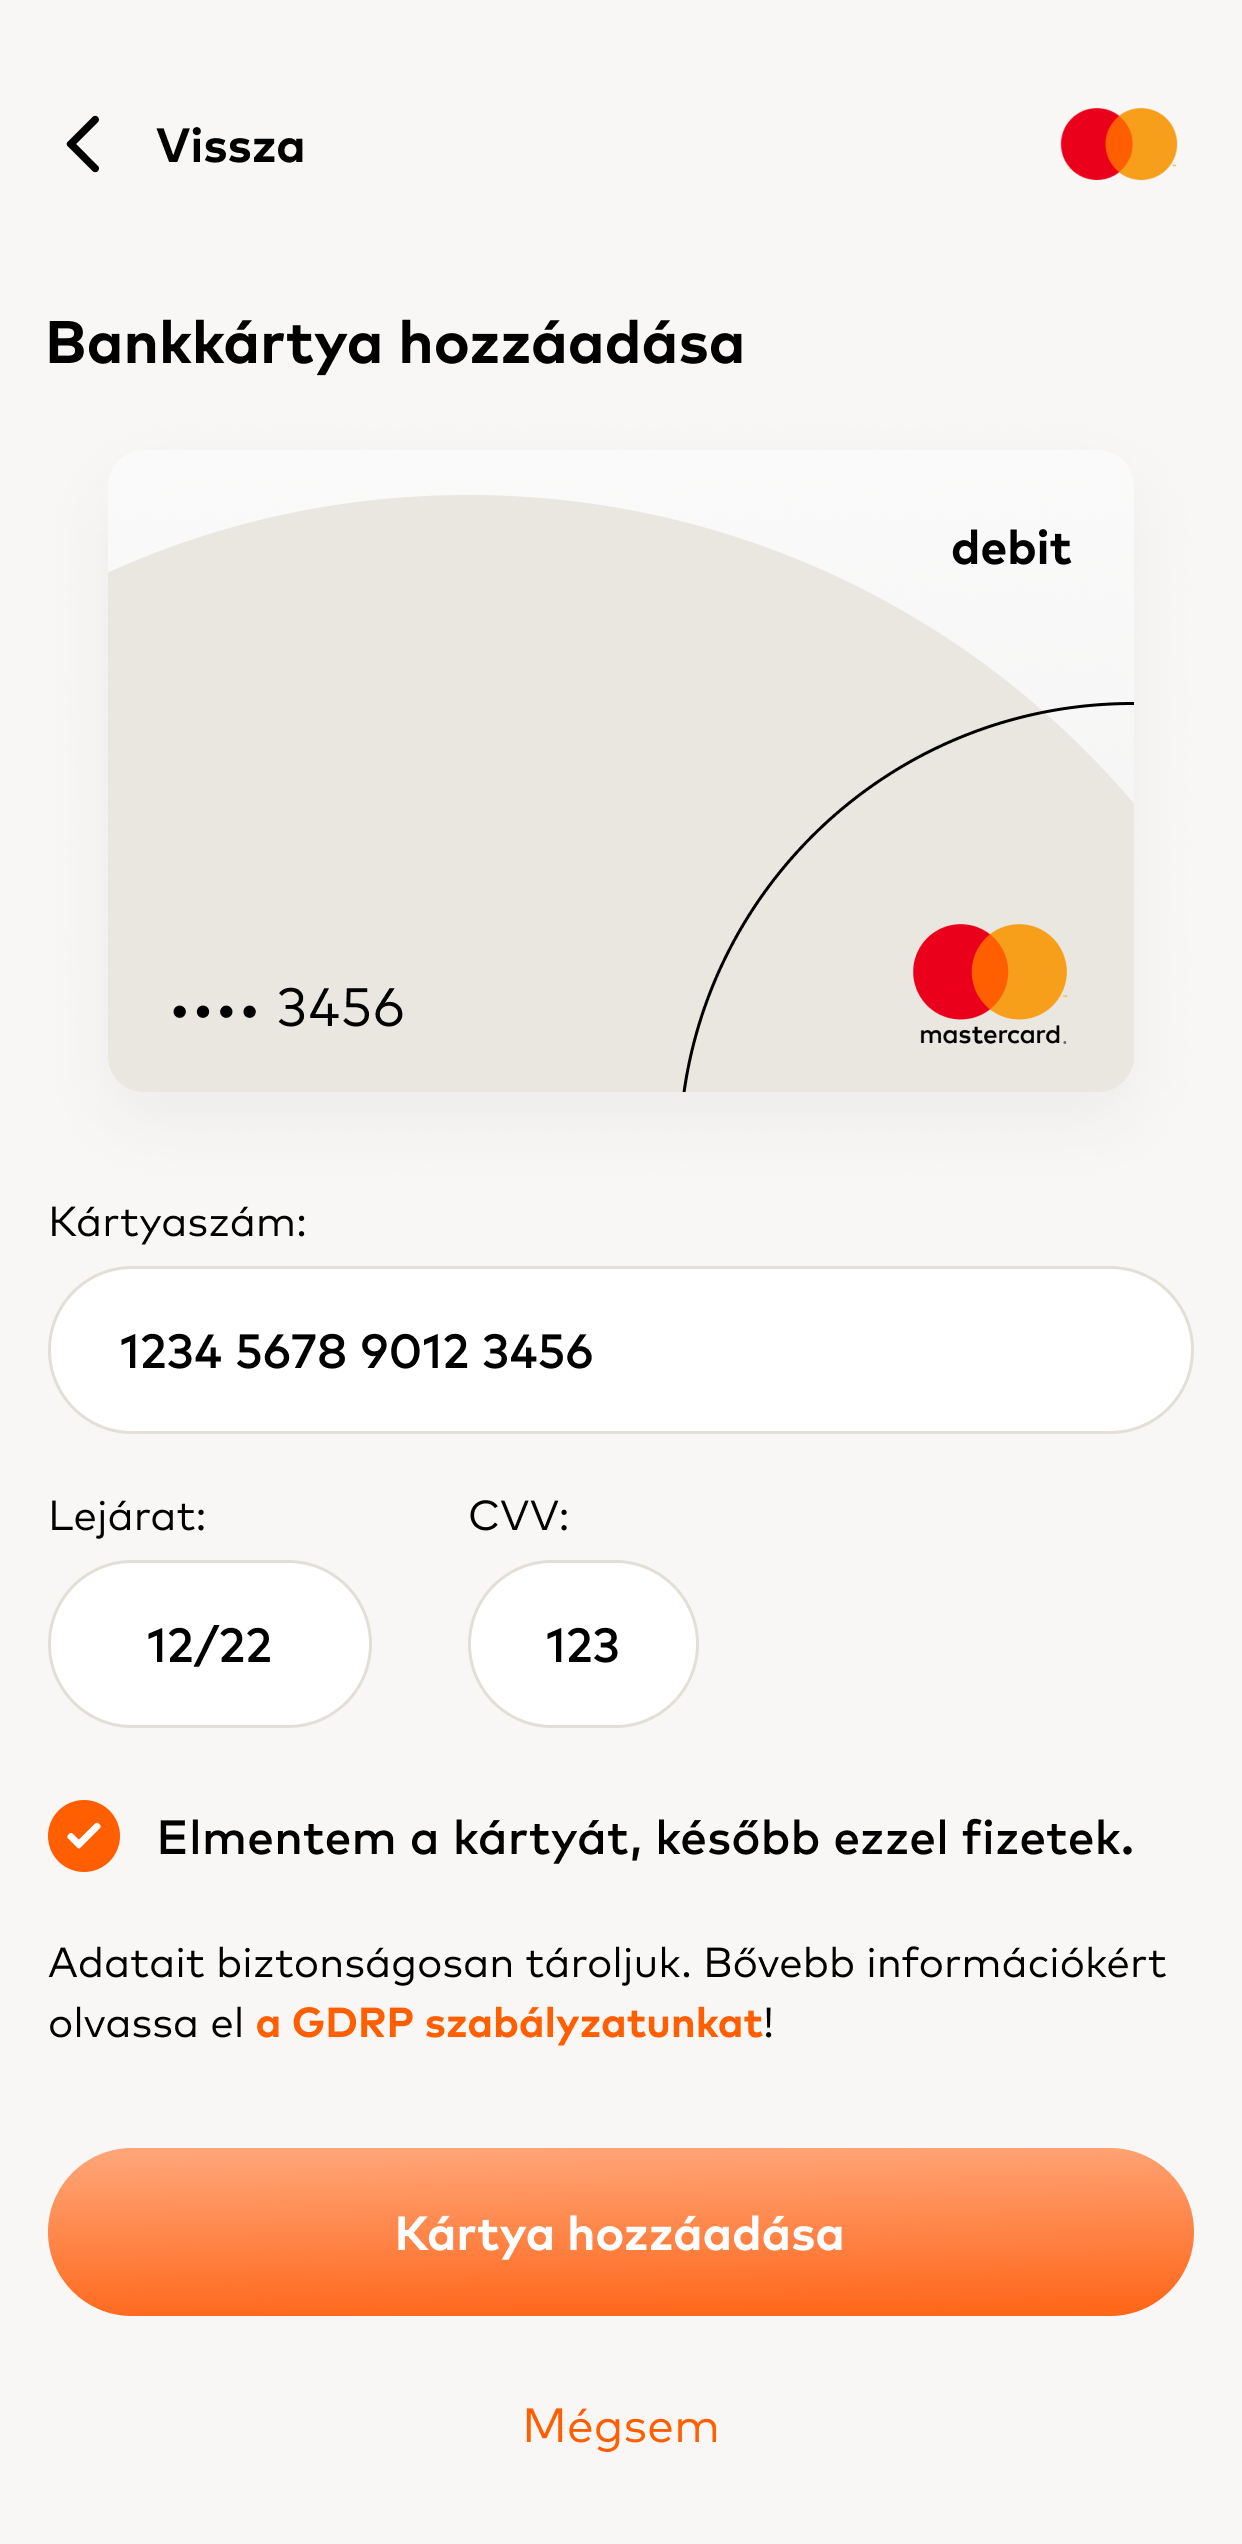 Vissza
Bankkártya hozzáadása
debit
•••• 3456
mastercard.
Kártyaszám:
1234 5678 9012 3456
Lejárat:
CVV:
12/22
123
Elmentem a kártyát, később ezzel fizetek.
Adatait biztonságosan tároljuk. Bővebb információkért
olvassa el a GDRP szabályzatunkat!
Kártya hozzáadása
Mégsem